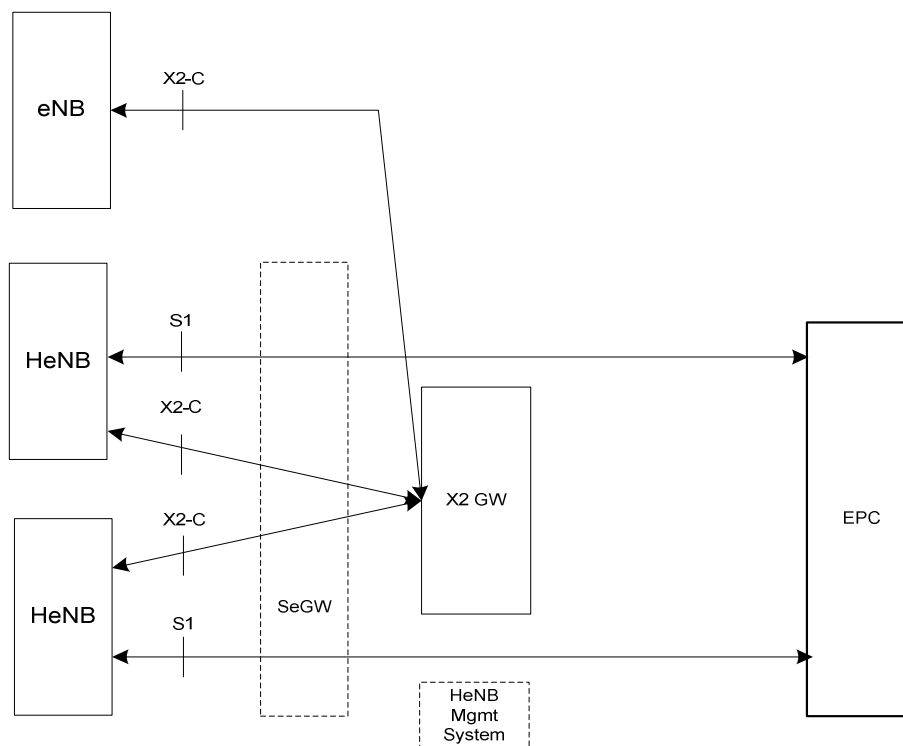 X2-C
eNB
S1
HeNB
X2-C
X2 GW
X2-C
EPC
SeGW
HeNB
S1
HeNB
Mgmt
System